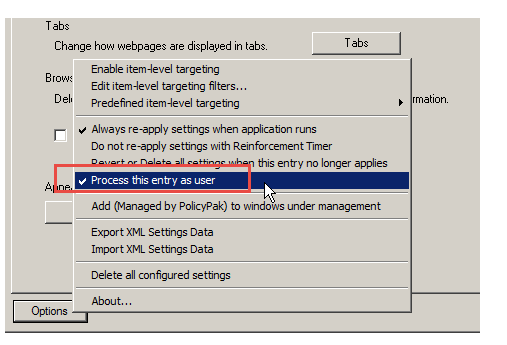 Tabs
Change how webpages are displayed in tabs.
Tabs
Enable item-level targeting
Brows
Edit item-level targeting filters...
Predefined item-level targeting
rmation.
Always re-apply settings when application runs
Do not re-apply settings with Reinforcement Timer
Revert or Delete all settings when this entry no longer applies
Process this entry as user
Add (Managed by PolicyPak) to windows under management
Export XML Settings Data
Import XML Settings Data
Delete all configured settings
About...
Options